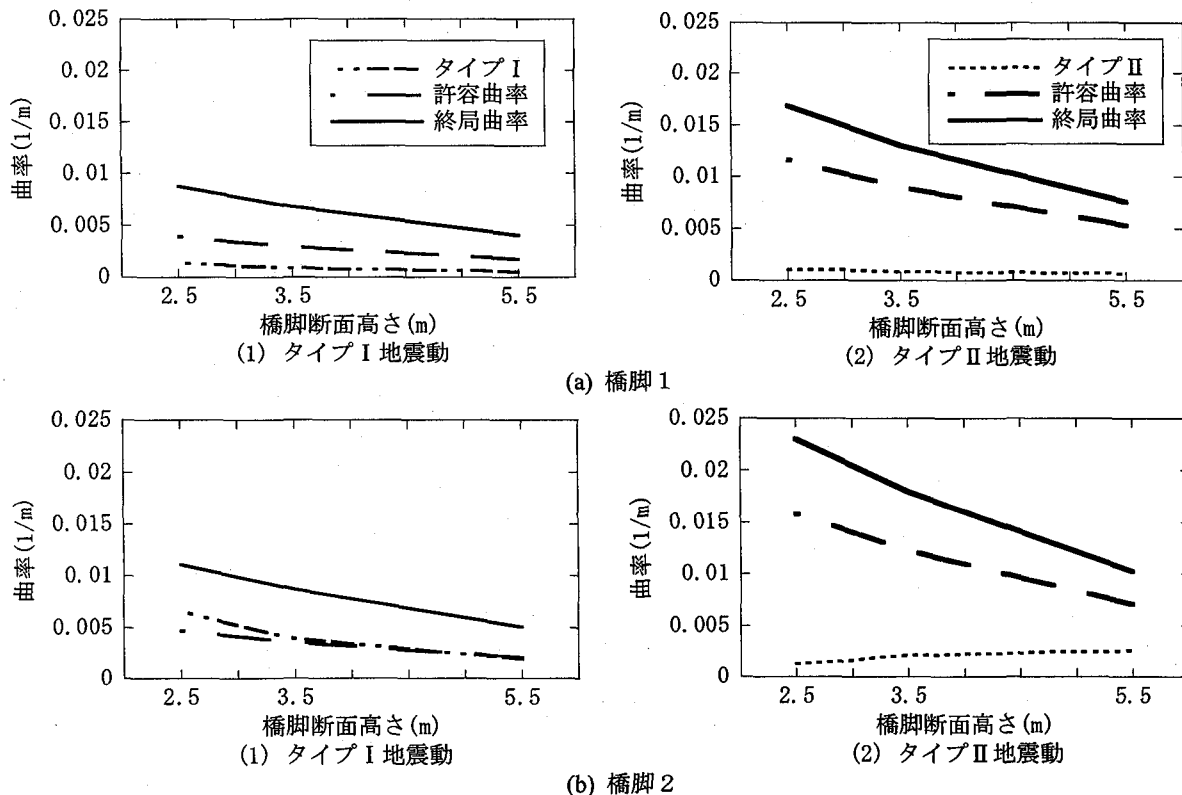 0.025
0.02
0.015
0.01
0.005
0
曲率(1/m)
タイプⅠ
許容曲率
終局曲率
2.5 3.5 5.5
橋脚断面高さ(m)
(1) タイプⅠ地震動
0.025
0.02
0.015
0.01
0.005
0
曲率(1/m)
タイプⅡ
許容曲率
終局曲率
2.5 3.5 5.5
橋脚断面高さ(m)
(2) タイプⅡ地震動
(a) 橋脚1
0.025
0.02
0.015
0.01
0.005
0
曲率(1/m)
2.5 3.5 5.5
橋脚断面高さ(m)
(1) タイプⅠ地震動
0.025
0.02
0.015
0.01
0.005
0
曲率(1/m)
2.5 3.5 5.5
橋脚断面高さ(m)
(2) タイプⅡ地震動
(b) 橋脚2